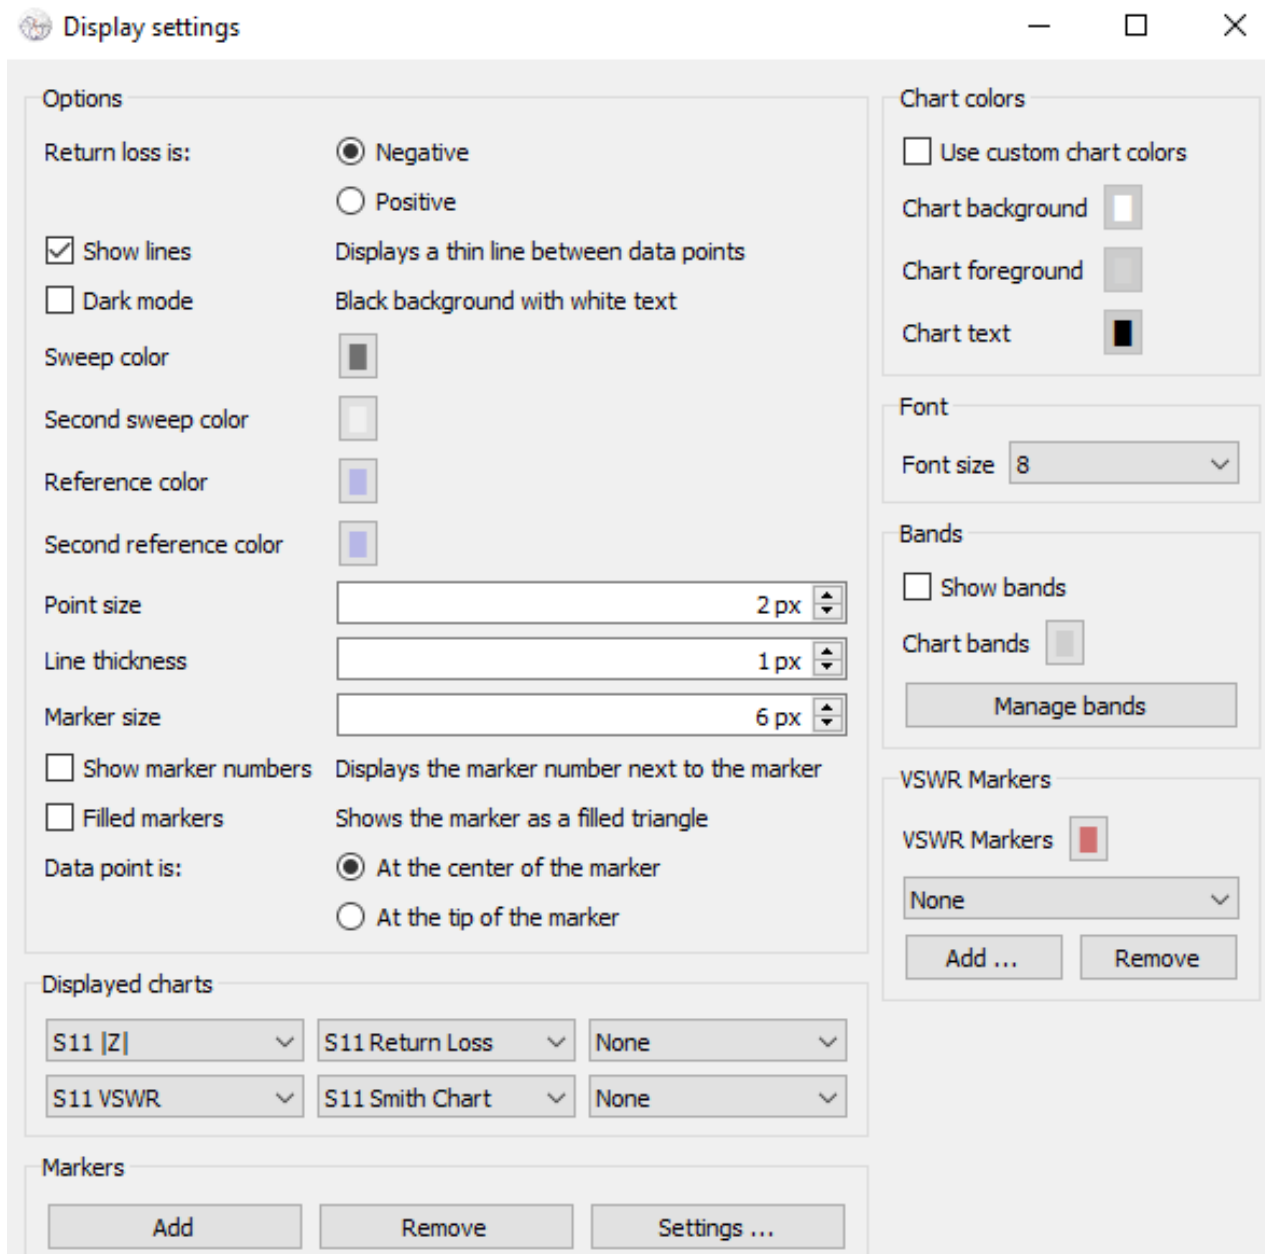 Display settings
Options
Return loss is: Negative
Positive
Show lines Displays a thin line between data points
Dark mode Black background with white text
Sweep color
Second sweep color
Reference color
Second reference color
Point size 2 px
Line thickness 1 px
Marker size 6 px
Show marker numbers Displays the marker number next to the marker
Filled markers Shows the marker as a filled triangle
Data point is: At the center of the marker
At the tip of the marker
Displayed charts
S11 |Z| S11 Return Loss None
S11 VSWR S11 Smith Chart None
Markers
Add Remove Settings ...
Chart colors
Use custom chart colors
Chart background
Chart foreground
Chart text
Font
Font size 8
Bands
Show bands
Chart bands
Manage bands
VSWR Markers
VSWR Markers
None
Add ... Remove